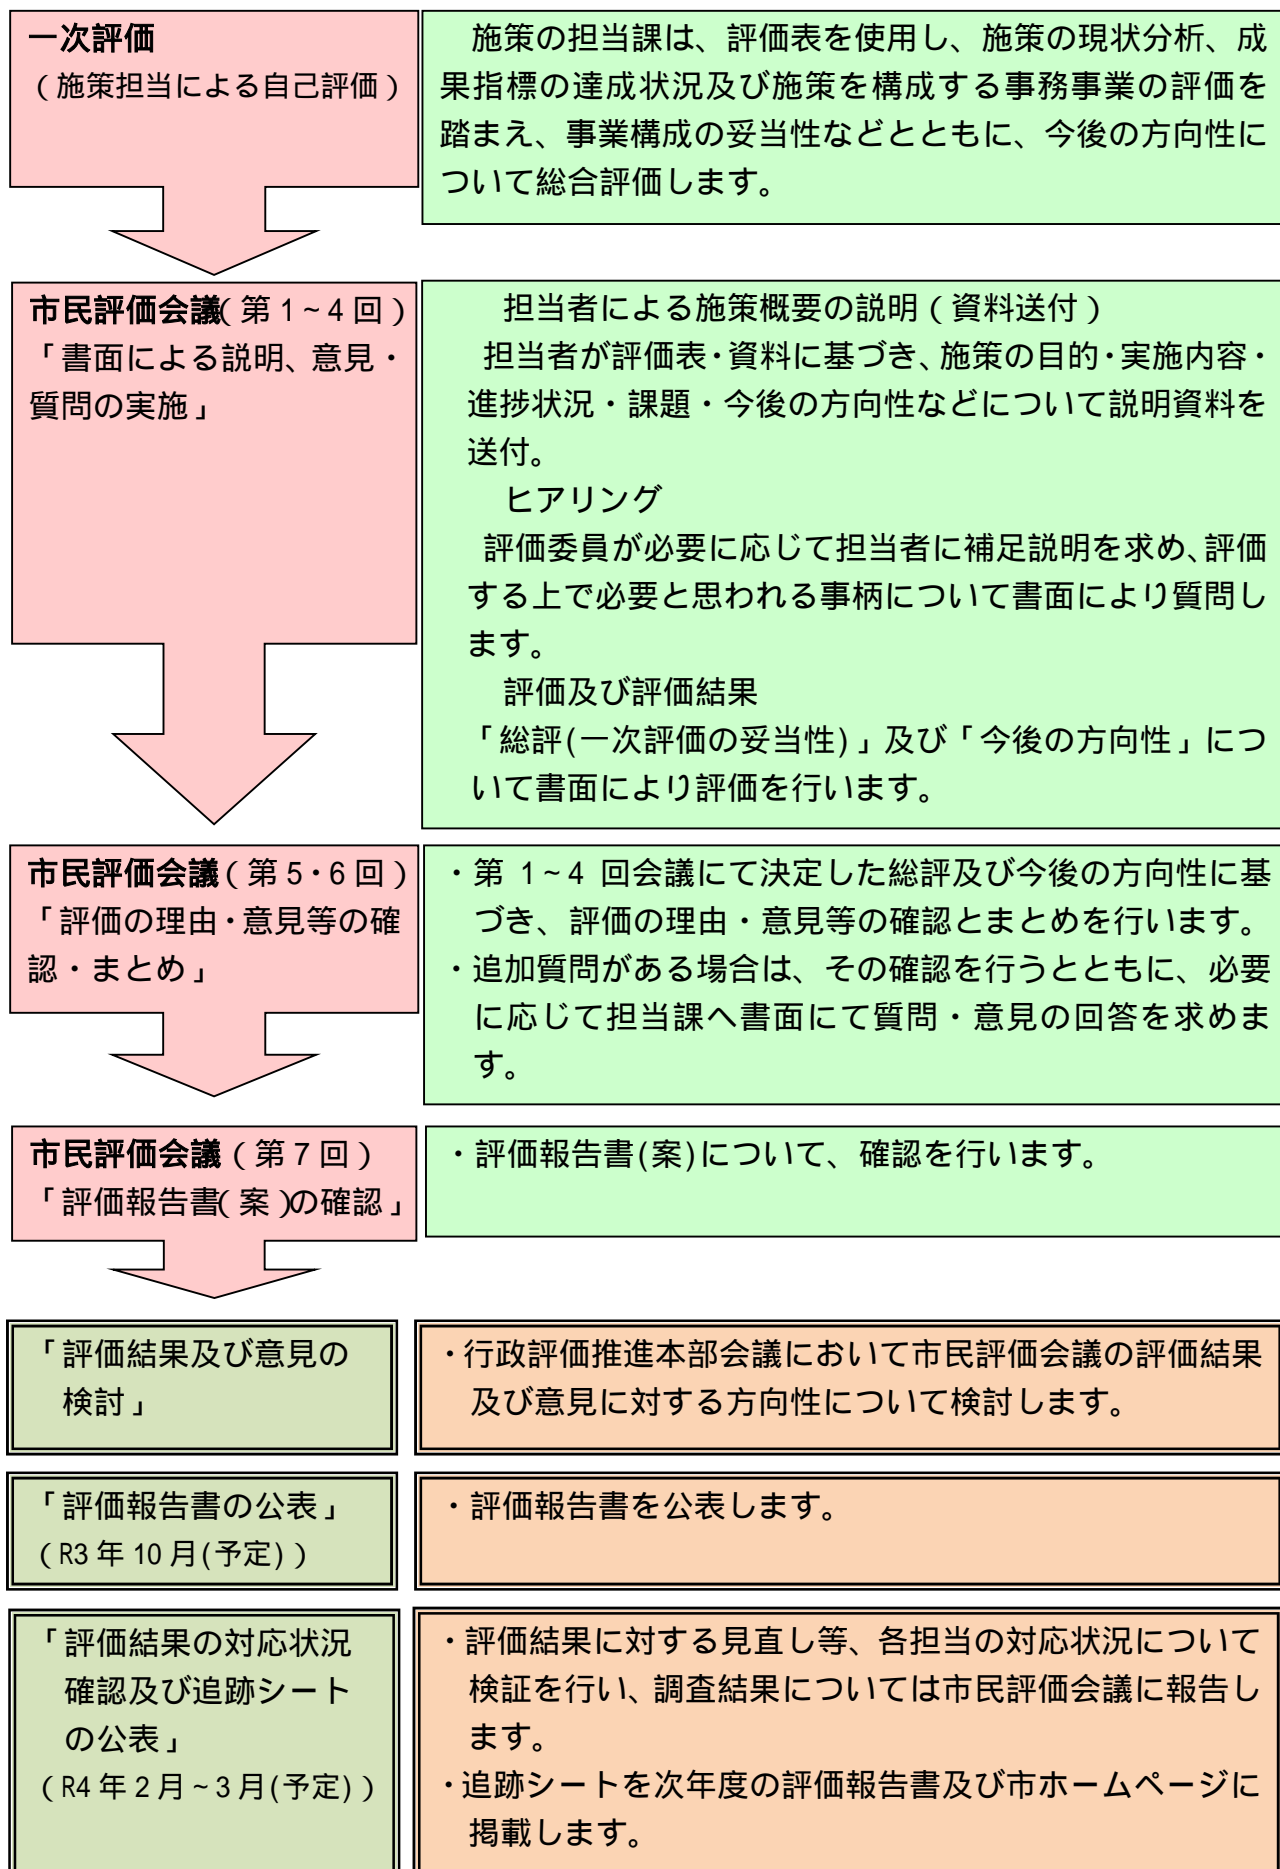 一次評価
（施策担当による自己評価）
施策の担当課は、評価表を使用し、施策の現状分析、成
果指標の達成状況及び施策を構成する事務事業の評価を
踏まえ、事業構成の妥当性などとともに、今後の方向性に
ついて総合評価します。
市民評価会議（第1~4回）
「書面による説明、意見・
質問の実施」
担当者による施策概要の説明（資料送付）
担当者が評価表・資料に基づき、施策の目的・実施内容・
進捗状況・課題・今後の方向性などについて説明資料を
送付。
ヒアリング
評価委員が必要に応じて担当者に補足説明を求め、評価
する上で必要と思われる事柄について書面により質問し
ます。
評価及び評価結果
「総評(一次評価の妥当性)」及び「今後の方向性」につ
いて書面により評価を行います。
市民評価会議（第5・6回）
「評価の理由・意見等の確
認・まとめ」
・第 1~4 回会議にて決定した総評及び今後の方向性に基
づき、評価の理由・意見等の確認とまとめを行います。
・追加質問がある場合は、その確認を行うとともに、必要
に応じて担当課へ書面にて質問・意見の回答を求めま
す。
市民評価会議（第7回）
「評価報告書（案）の確認」
・評価報告書(案)について、確認を行います。
「評価結果及び意見の
検討」
・行政評価推進本部会議において市民評価会議の評価結果
及び意見に対する方向性について検討します。
「評価報告書の公表」
（R3年10月(予定)）
・評価報告書を公表します。
「評価結果の対応状況
確認及び追跡シート
の公表」
（R4年2月~3月(予定)）
・評価結果に対する見直し等、各担当の対応状況について
検証を行い、調査結果については市民評価会議に報告し
ます。
・追跡シートを次年度の評価報告書及び市ホームページに
掲載します。